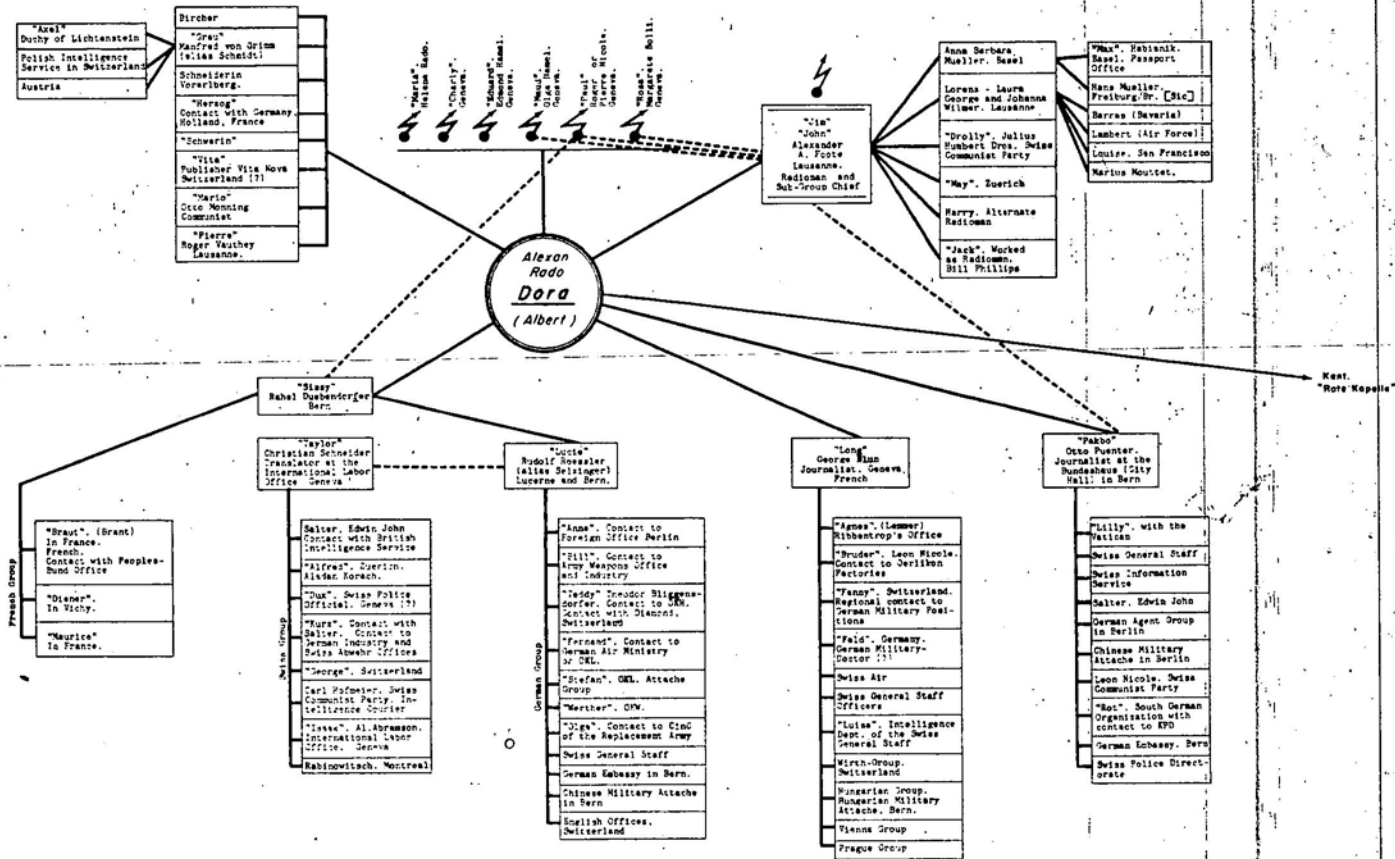 "Axel"
Duchy of Lichtenstein
Polish Intelligence
Service in Switzerland
Austria
Bircher
"Grau"
Manfred von Grimm
(alias Schmidt)
Schneiderin
Vorarlberg.
"Herzog"
Contact with Germany
Holland, France
"Schwerin"
"Vita"
Publisher Vita Nova
Switzerland (?)
"Mario"
Otto Monning
Communist
"Pierre"
Roger Vauthey
Lausanne.
"Maria".
Helene Rado.
"Charly".
Geneva.
"Eduard".
Edmond Hamel.
Geneva.
"Maud".
Olga Hamel.
Geneva.
"Paul".
Roger or
Pierre Nicole.
Geneva.
"Rosa".
Margrete Bolli.
Geneva.
"Jim"
"John"
Alexander
A. Foote
Lausanne.
Radioman and
Sub-Group Chief
Anna Barbara
Mueller. Basel
Lorenz - Laura
George and Johanna
Wilmer. Lausanne
"Drolly". Julius
Humbert Dros. Swiss
Communist Party
"May". Zuerich
Harry. Alternate
Radioman
"Jack". Worked
as Radioman.
Bill Phillips
"Max". Habianik.
Basel. Passport
Office
Hans Mueller.
Freiburg/Br. [Sic]
Barras (Bavaria)
Lambert (Air Force)
Louise. San Francisco
Marius Mouttet.
Alexan
Rado
Dora
(Albert)
Kent.
"Rote Kapelle"
"Sissy"
Rahel Duebendorfer
Bern
"Taylor"
Christian Schneider
Translator at the
International Labor
Office Geneva
"Lucie"
Rudolf Roessler
(alias Selzinger)
Lucerne and Bern.
"Long"
George Blun
Journalist. Geneva
French
"Pakbo"
Otto Puenter.
Journalist at the
Bundeshaus (City
Hall) in Bern
French Group
"Braut". (Brant)
In France.
French.
Contact with Peoples-
Bund Office
"Diener".
In Vichy.
"Maurice"
In France.
Swiss Group
Salter. Edwin John
Contact with British
Intelligence Service
"Alfred". Zuerich.
Aladar Korach.
"Dux". Swiss Police
Official. Geneva (?)
"Kurz". Contact with
Salter. Contact to
German Industry and
Swiss Abwehr Offices
"George". Switzerland
Carl Hofmeier. Swiss
Communist Party. In-
telligence Courier
"Isaac". Al.Abramson.
International Labor
Office. Geneva
Rabinowitsch. Montreal
German Group
"Anna". Contact to
Foreign Office Berlin
"Bill". Contact to
Army Weapons Office
and Industry
"Teddy" Theodor Bliggens-
dorfer. Contact to OKH.
Contact with Diamond.
Switzerland
"Fernand". Contact to
German Air Ministry
or OKL.
"Stefan". OKL. Attache
Group
"Werther". OKW.
"Olga". Contact to CinC
of the Replacement Army
Swiss General Staff
German Embassy in Bern.
Chinese Military Attache
in Bern
English Offices.
Switzerland
"Agnes". (Lemmer)
Ribbentrop's Office
"Bruder". Leon Nicole.
Contact to Oerlikon
Factories
"Fanny". Switzerland.
Regional contact to
German Military Posi-
tions
"Feld". Germany.
German Military-
Doctor (?)
Swiss Air
Swiss General Staff
Officers
"Luise". Intelligence
Dept. of the Swiss
General Staff
Wirth-Group.
Switzerland
Hungarian Group.
Hungarian Military
Attache. Bern.
Vienna Group
Prague Group
"Lilly". with the
Vatican
Swiss General Staff
Swiss Information
Service
Salter. Edwin John
German Agent Group
in Berlin
Chinese Military
Attache in Berlin
Leon Nicole. Swiss
Communist Party
"Rot". South German
Organization with
contact to KPD
German Embassy. Bern
Swiss Police Direct-
orate